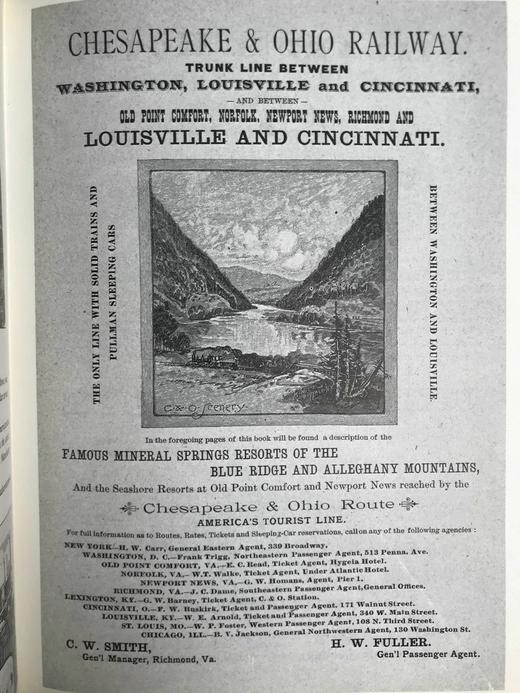 CHESAPEAKE & OHIO RAILWAY.
TRUNK LINE BETWEEN
WASHINGTON, LOUISVILLE and CINCINNATI,
— AND BETWEEN —
OLD POINT COMFORT, NORFOLK, NEWPORT NEWS, RICHMOND AND
LOUISVILLE AND CINCINNATI.
THE ONLY LINE WITH SOLID TRAINS AND
PULLMAN SLEEPING CARS
BETWEEN WASHINGTON AND LOUISVILLE.
C & O Scenery
In the foregoing pages of this book will be found a description of the
FAMOUS MINERAL SPRINGS RESORTS OF THE
BLUE RIDGE AND ALLEGHANY MOUNTAINS,
And the Seashore Resorts at Old Point Comfort and Newport News reached by the
Chesapeake & Ohio Route
AMERICA'S TOURIST LINE.
For full information as to Routes, Rates, Tickets and Sleeping-Car reservations, call on any of the following agencies :
NEW YORK—H. W. Carr, General Eastern Agent, 339 Broadway.
WASHINGTON, D. C.—Frank Trigg, Northeastern Passenger Agent, 513 Penna. Ave.
OLD POINT COMFORT, VA.—E. C. Read, Ticket Agent, Hygeia Hotel.
NORFOLK, VA.—W. T. Walke, Ticket Agent, Under Atlantic Hotel.
NEWPORT NEWS, VA.—G. W. Homans, Agent, Pier 1.
RICHMOND, VA.—J. C. Dame, Southeastern Passenger Agent, General Offices.
LEXINGTON, KY.—G. W. Barney, Ticket Agent, C. & O. Station.
CINCINNATI, O.—F. W. Buskirk, Ticket and Passenger Agent, 171 Walnut Street.
LOUISVILLE, KY.—W. E. Arnold, Ticket and Passenger Agent, 340 W. Main Street.
ST. LOUIS, MO.—W. P. Foster, Western Passenger Agent, 108 N. Third Street.
CHICAGO, ILL.—B. V. Jackson, General Northwestern Agent, 130 Washington St.
C. W. SMITH,
Gen'l Manager, Richmond, Va.
H. W. FULLER.
Gen'l Passenger Agent.